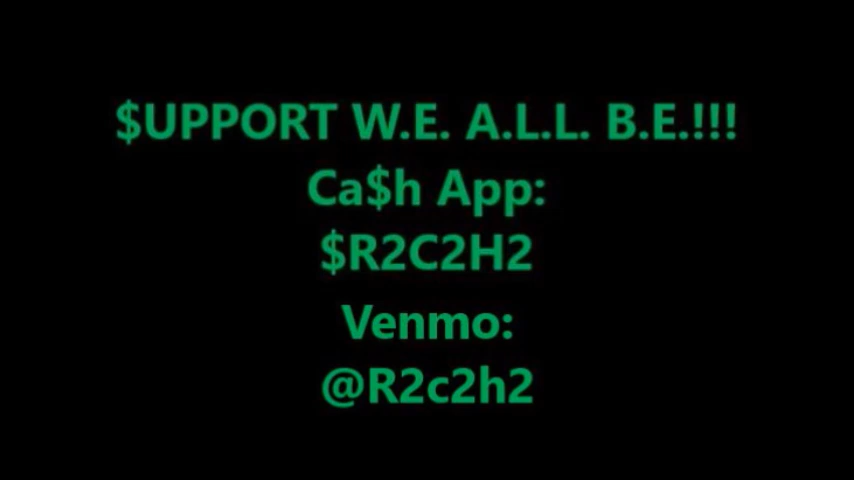 $UPPORT W.E. A.L.L. B.E.!!!
Ca$h App:
$R2C2H2
Venmo:
@R2c2h2